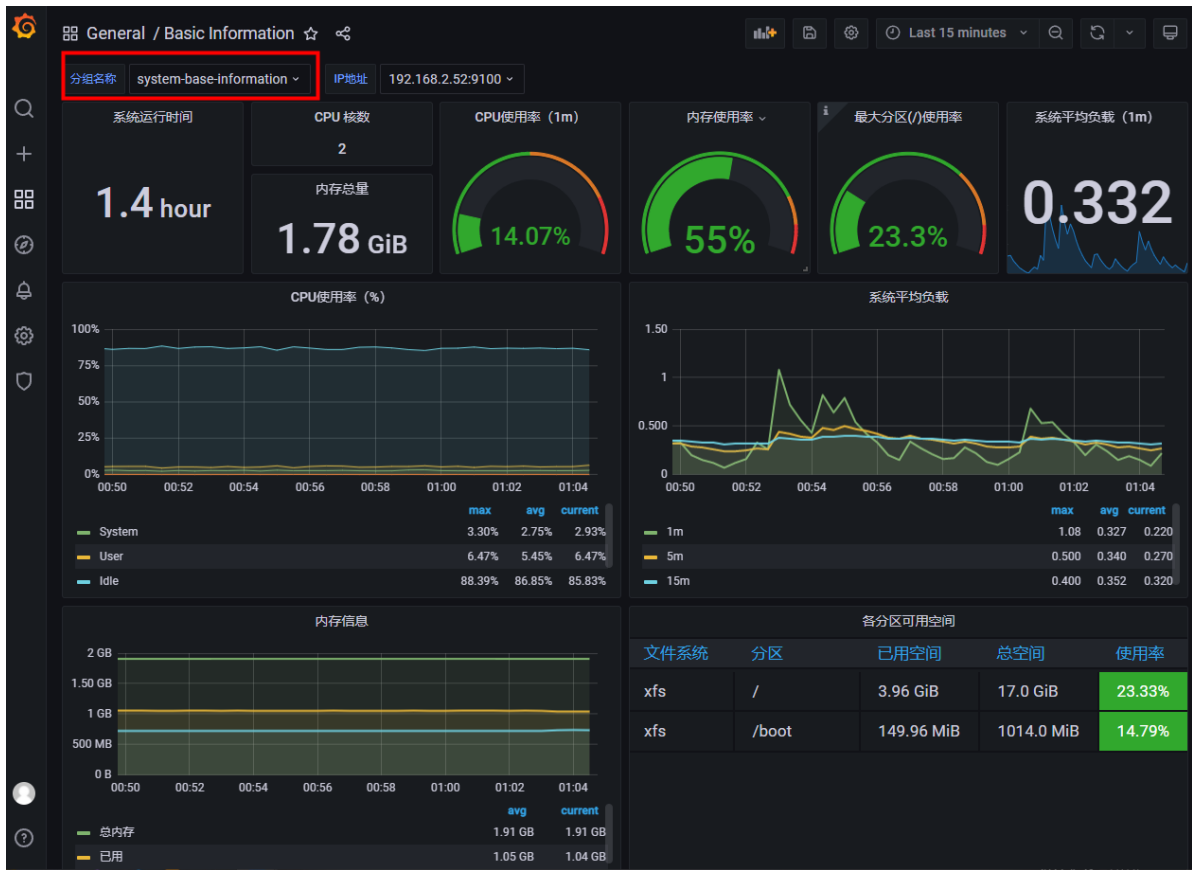 General / Basic Information
Last 15 minutes
分组名称 system-base-information IP地址 192.168.2.52:9100
系统运行时间
1.4 hour
CPU 核数
2
内存总量
1.78 GiB
CPU使用率（1m）
14.07%
内存使用率
55%
i
最大分区(/)使用率
23.3%
系统平均负载（1m）
0.332
CPU使用率（%）
100%
75%
50%
25%
0%
00:50 00:52 00:54 00:56 00:58 01:00 01:02 01:04
max avg current
System 3.30% 2.75% 2.93%
User 6.47% 5.45% 6.47%
Idle 88.39% 86.85% 85.83%
系统平均负载
1.50
1
0.500
0
00:50 00:52 00:54 00:56 00:58 01:00 01:02 01:04
max avg current
1m 1.08 0.327 0.220
5m 0.500 0.340 0.270
15m 0.400 0.352 0.320
内存信息
2 GB
1.50 GB
1 GB
500 MB
0 B
00:50 00:52 00:54 00:56 00:58 01:00 01:02 01:04
avg current
总内存 1.91 GB 1.91 GB
已用 1.05 GB 1.04 GB
各分区可用空间
文件系统 分区 已用空间 总空间 使用率
xfs / 3.96 GiB 17.0 GiB 23.33%
xfs /boot 149.96 MiB 1014.0 MiB 14.79%